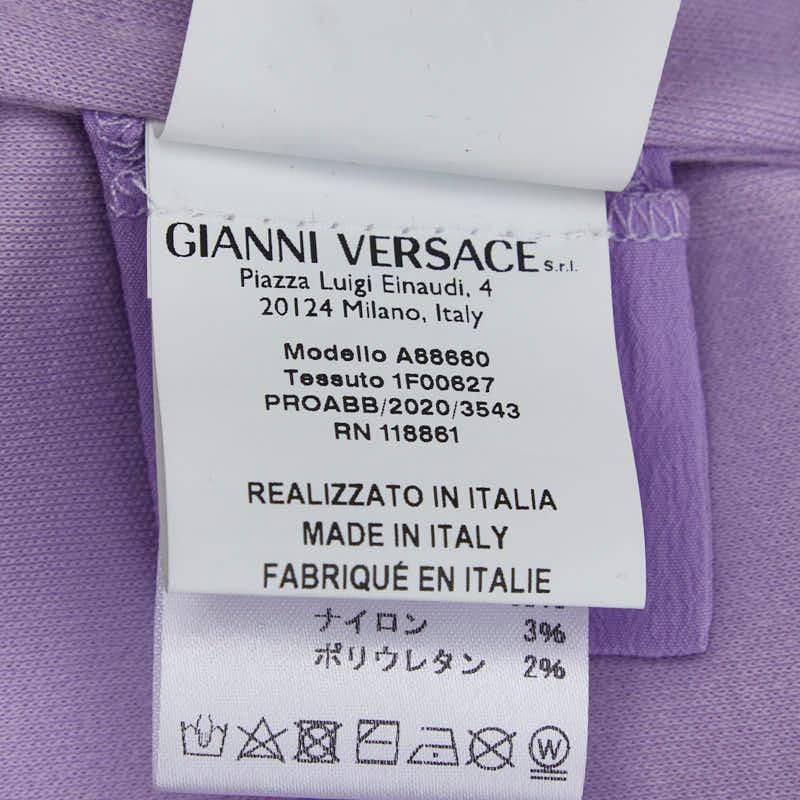 GIANNI VERSACE s.r.l.
Piazza Luigi Einaudi, 4
20124 Milano, Italy
Modello A88680
Tessuto 1F00627
PROABB/2020/3543
RN 118861
REALIZZATO IN ITALIA
MADE IN ITALY
FABRIQUÉ EN ITALIE
ナイロン 3%
ポリウレタン 2%
W